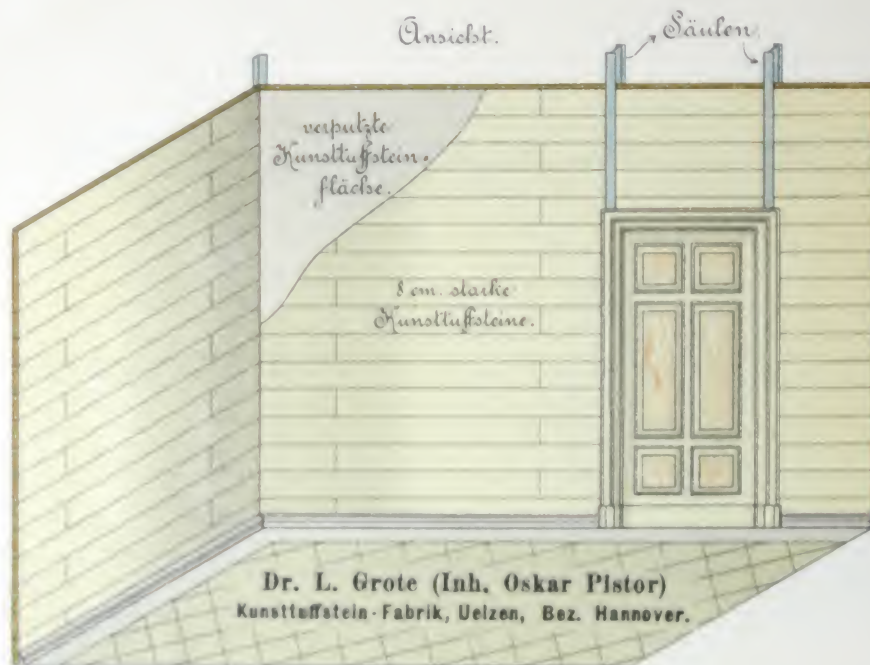 Ansicht.
Säulen.
verputzte
Kunsttuffstein-
fläche.
8 cm. starke
Kunsttuffsteine.
Dr. L. Grote (Inh. Oskar Pistor)
Kunsttuffstein-Fabrik, Uelzen, Bez. Hannover.